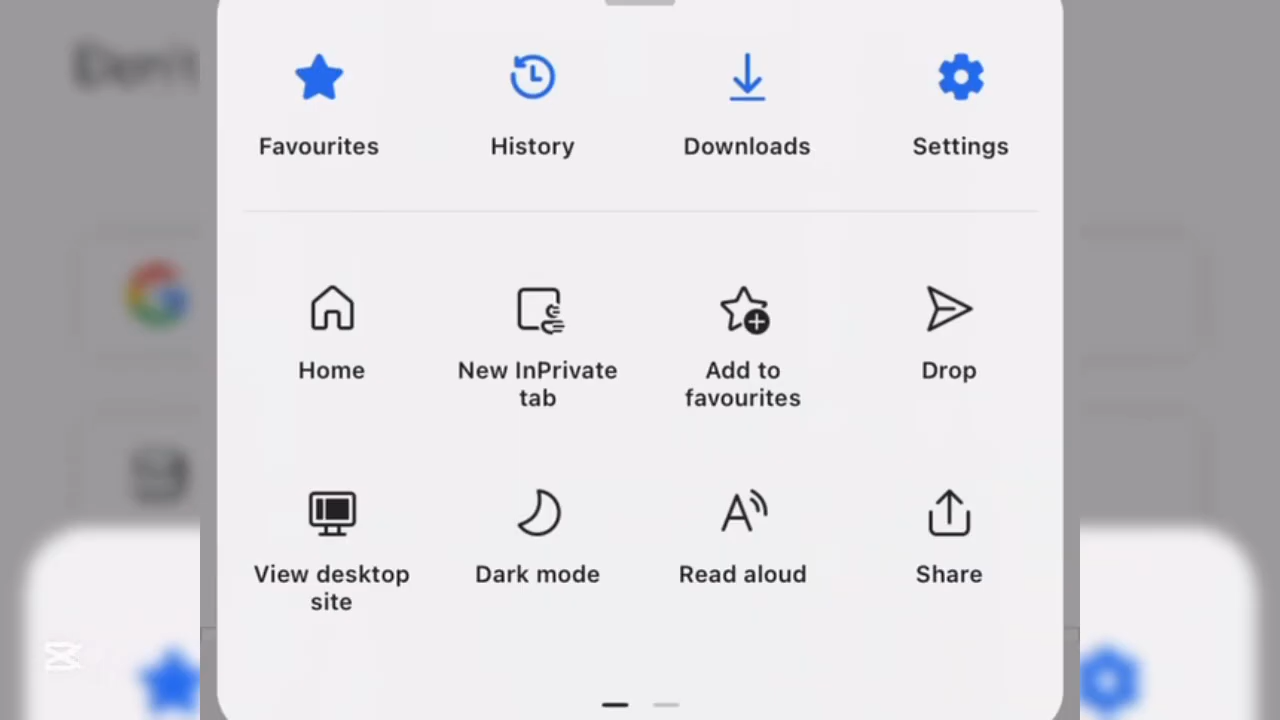 Favourites
History
Downloads
Settings
Home
New InPrivate
tab
Add to
favourites
Drop
View desktop
site
Dark mode
Read aloud
Share